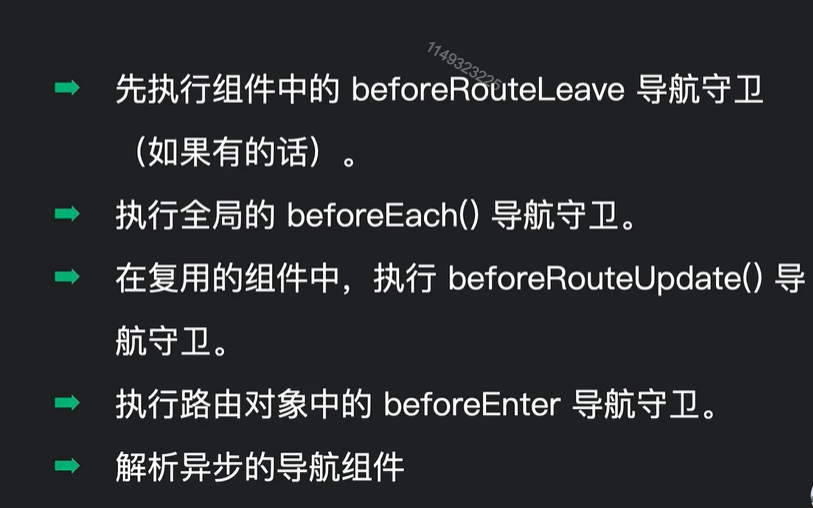 1149323225
先执行组件中的 beforeRouteLeave 导航守卫
（如果有的话）。
执行全局的 beforeEach() 导航守卫。
在复用的组件中，执行 beforeRouteUpdate() 导
航守卫。
执行路由对象中的 beforeEnter 导航守卫。
解析异步的导航组件